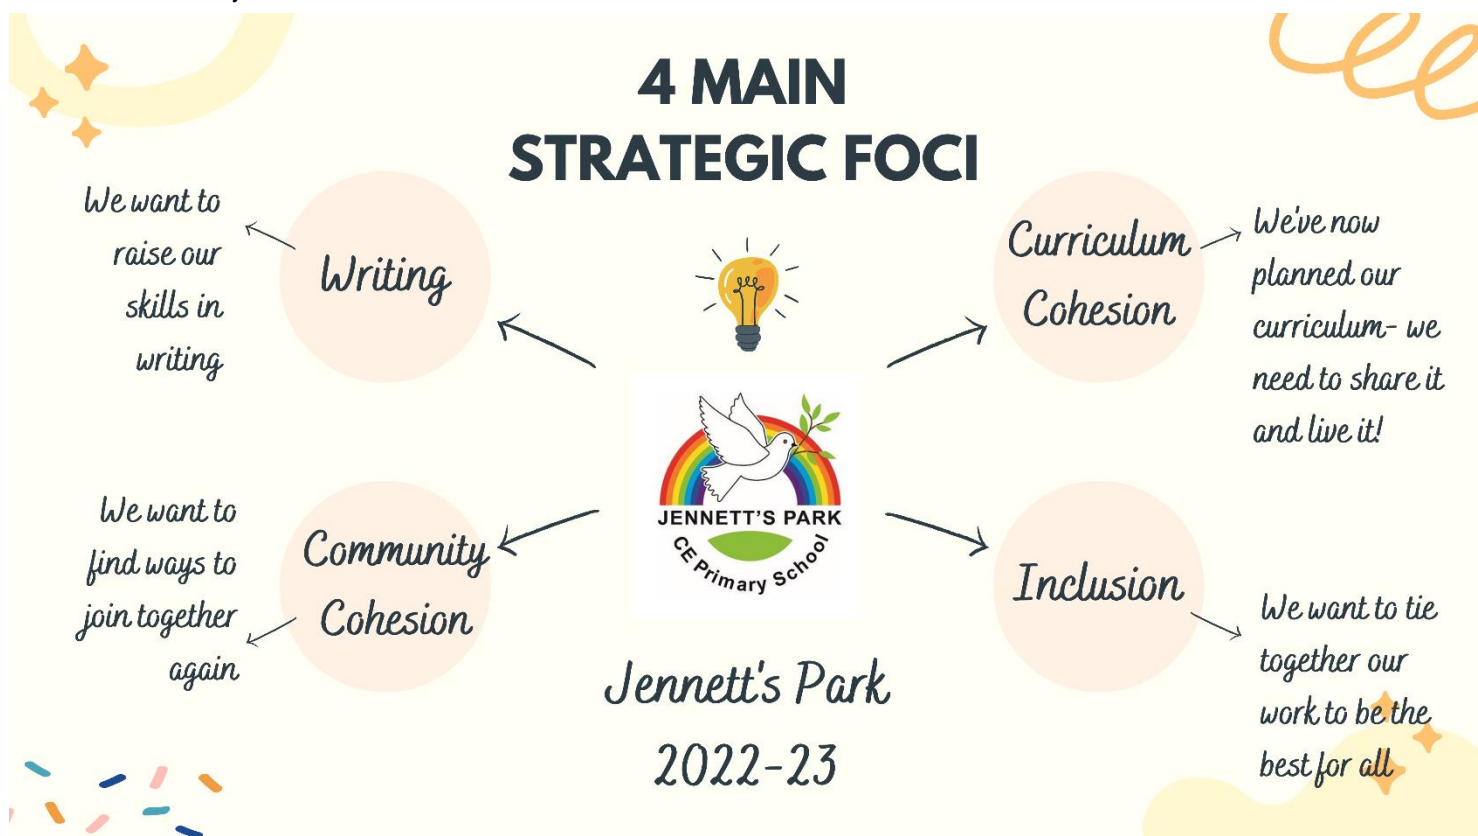 4 MAIN
STRATEGIC FOCI
We want to
raise our
skills in
writing
Writing
Curriculum
Cohesion
We've now
planned our
curriculum- we
need to share it
and live it!
JENNETT'S PARK
CE Primary School
We want to
find ways to
join together
again
Community
Cohesion
Inclusion
We want to tie
together our
work to be the
best for all
Jennett's Park
2022-23